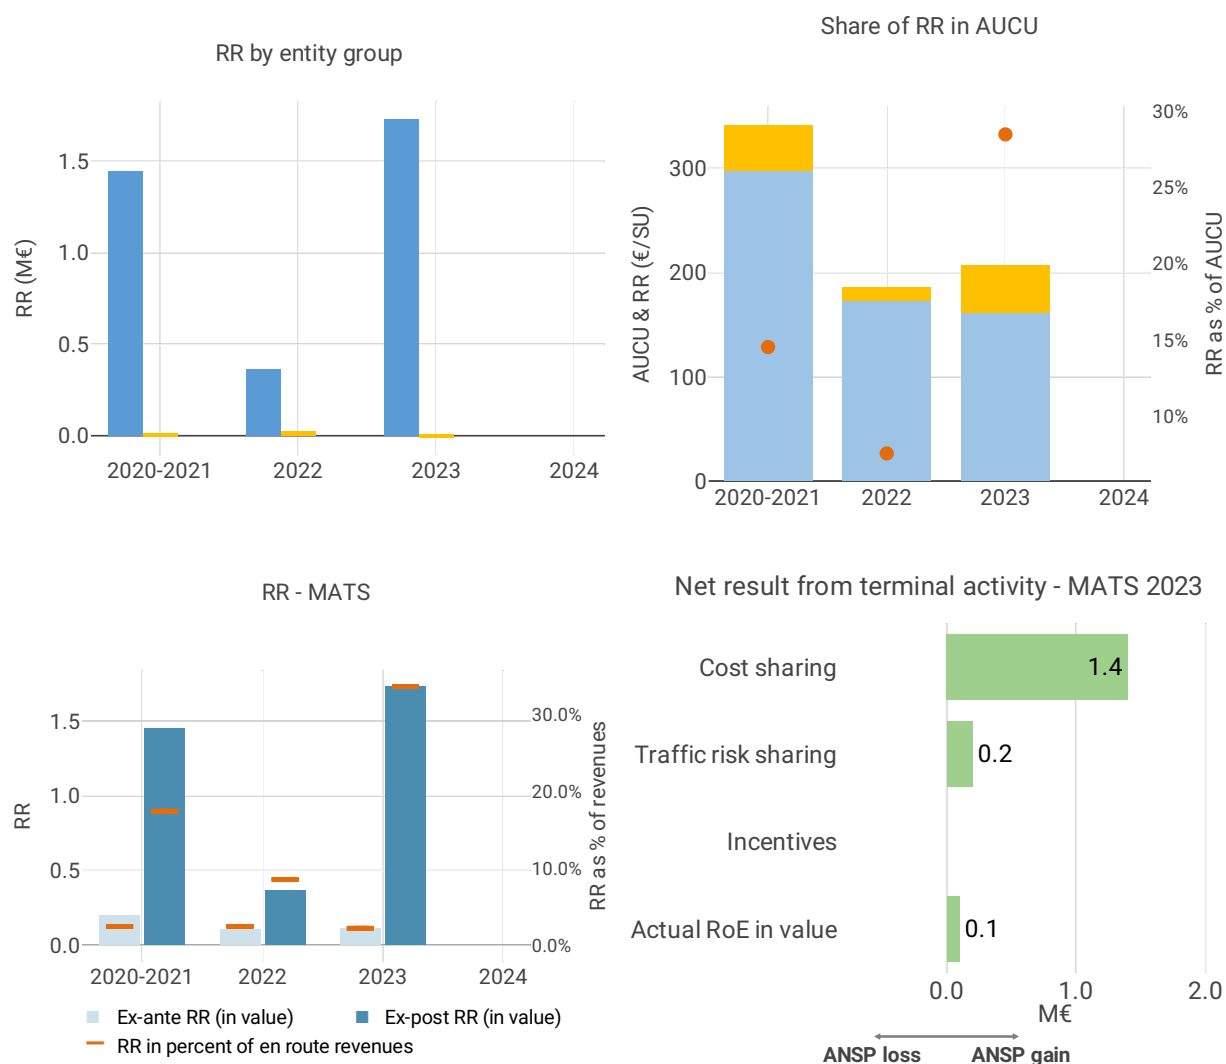 RR by entity group
RR (M€)
1.5
1.0
0.5
0.0
2020-2021
2022
2023
2024
Share of RR in AUCU
AUCU & RR (€/SU)
300
200
100
0
30%
25%
20%
15%
10%
RR as % of AUCU
2020-2021
2022
2023
2024
RR - MATS
RR
1.5
1.0
0.5
0.0
30.0%
20.0%
10.0%
0.0%
RR as % of revenues
2020-2021
2022
2023
2024
Ex-ante RR (in value)
Ex-post RR (in value)
RR in percent of en route revenues
Net result from terminal activity - MATS 2023
Cost sharing
1.4
Traffic risk sharing
0.2
Incentives
Actual RoE in value
0.1
0.0
1.0
2.0
M€
ANSP loss
ANSP gain